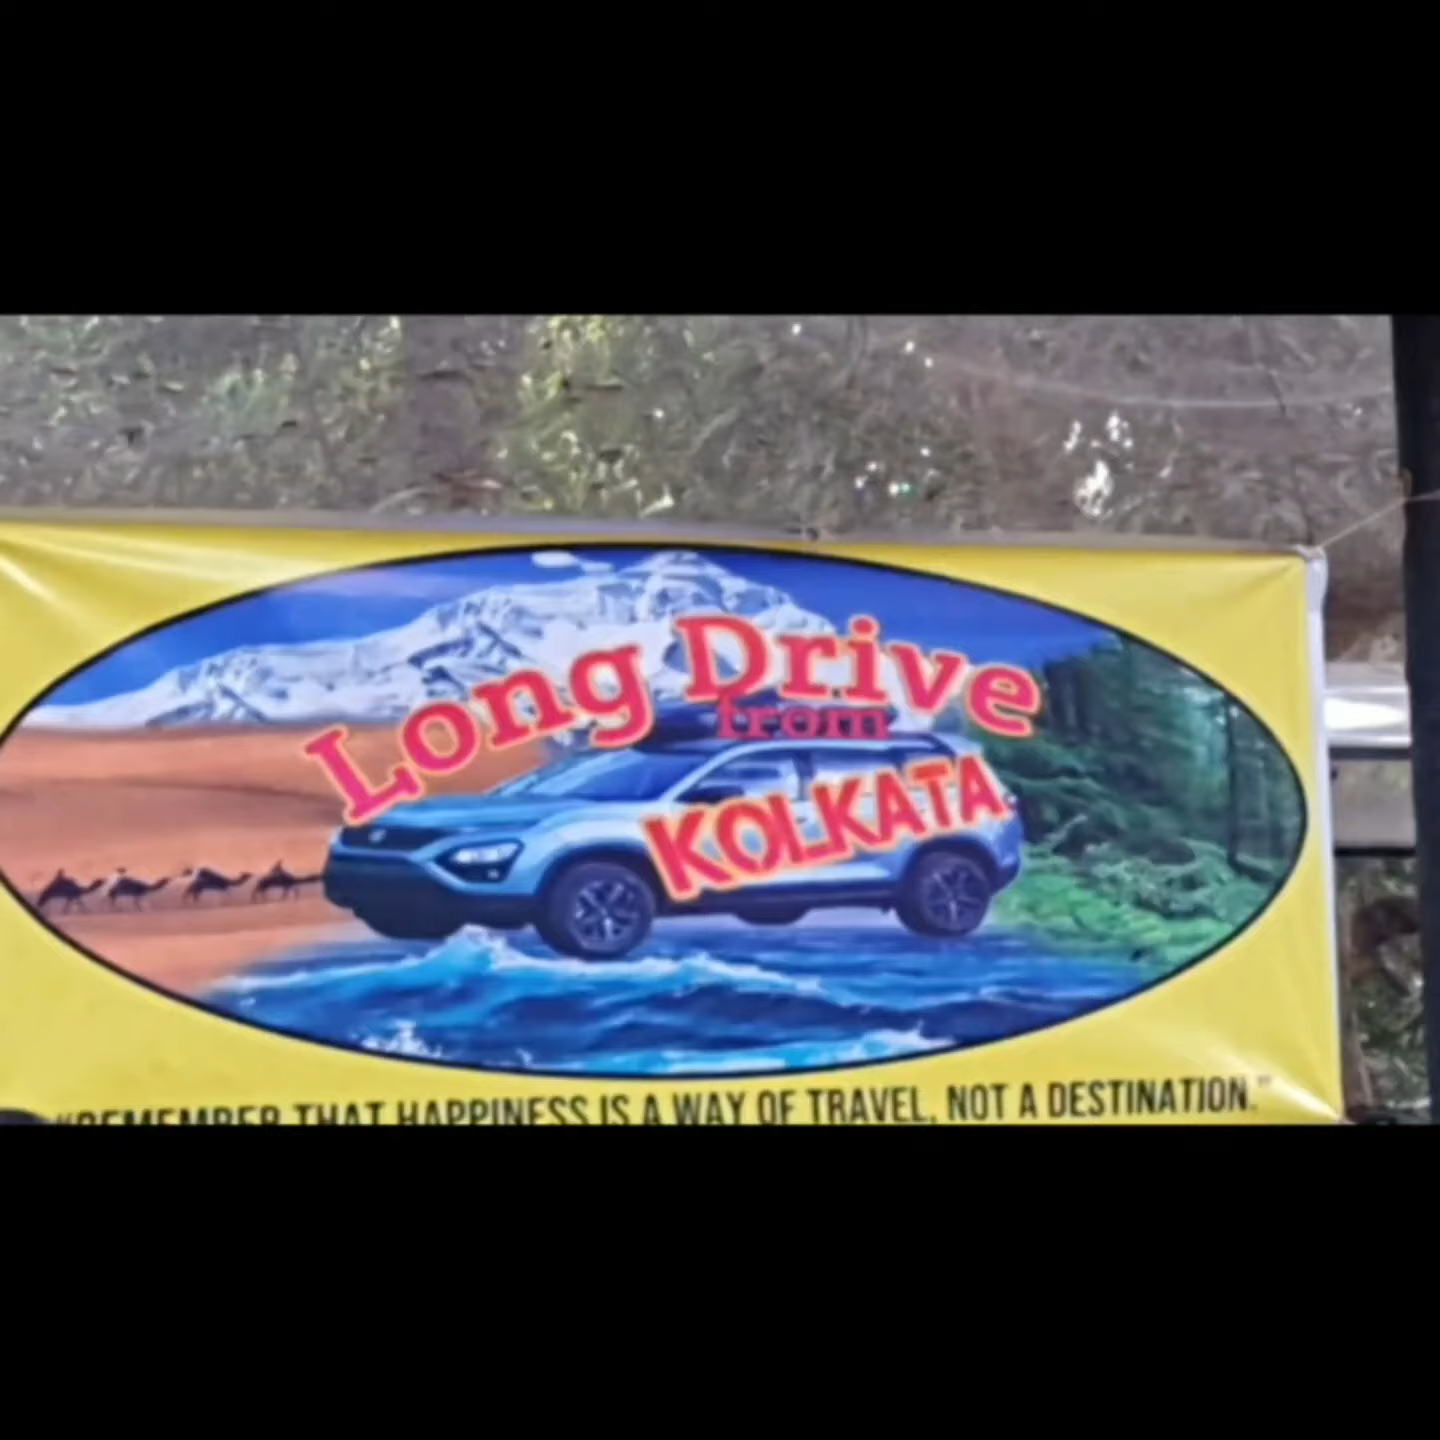 Long Drive
from
KOLKATA
"REMEMBER THAT HAPPINESS IS A WAY OF TRAVEL, NOT A DESTINATION."